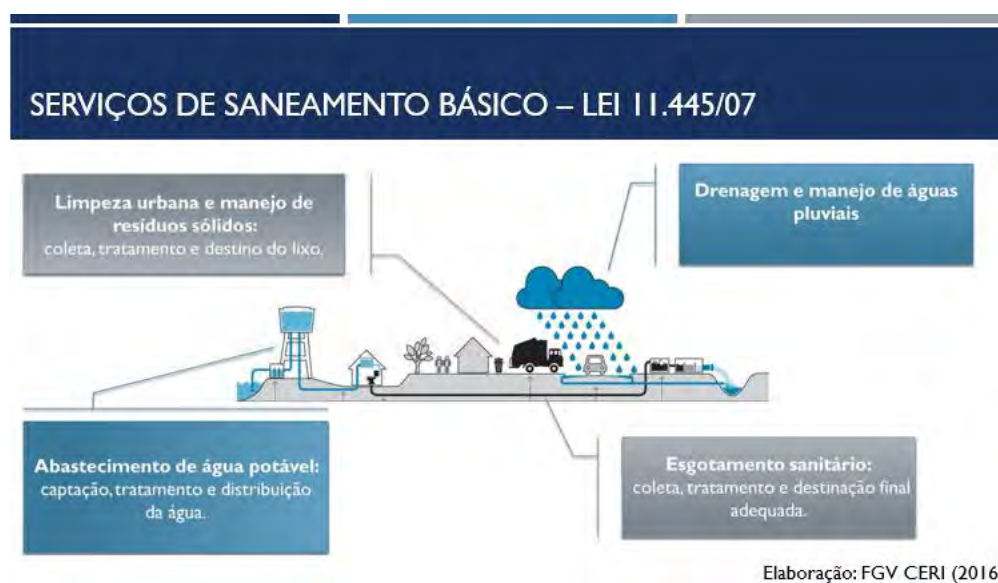 SERVIÇOS DE SANEAMENTO BÁSICO – LEI 11.445/07
Limpeza urbana e manejo de
resíduos sólidos:
coleta, tratamento e destino do lixo.
Drenagem e manejo de águas
pluviais
Abastecimento de água potável:
captação, tratamento e distribuição
da água.
Esgotamento sanitário:
coleta, tratamento e destinação final
adequada.
Elaboração: FGV CERI (2016